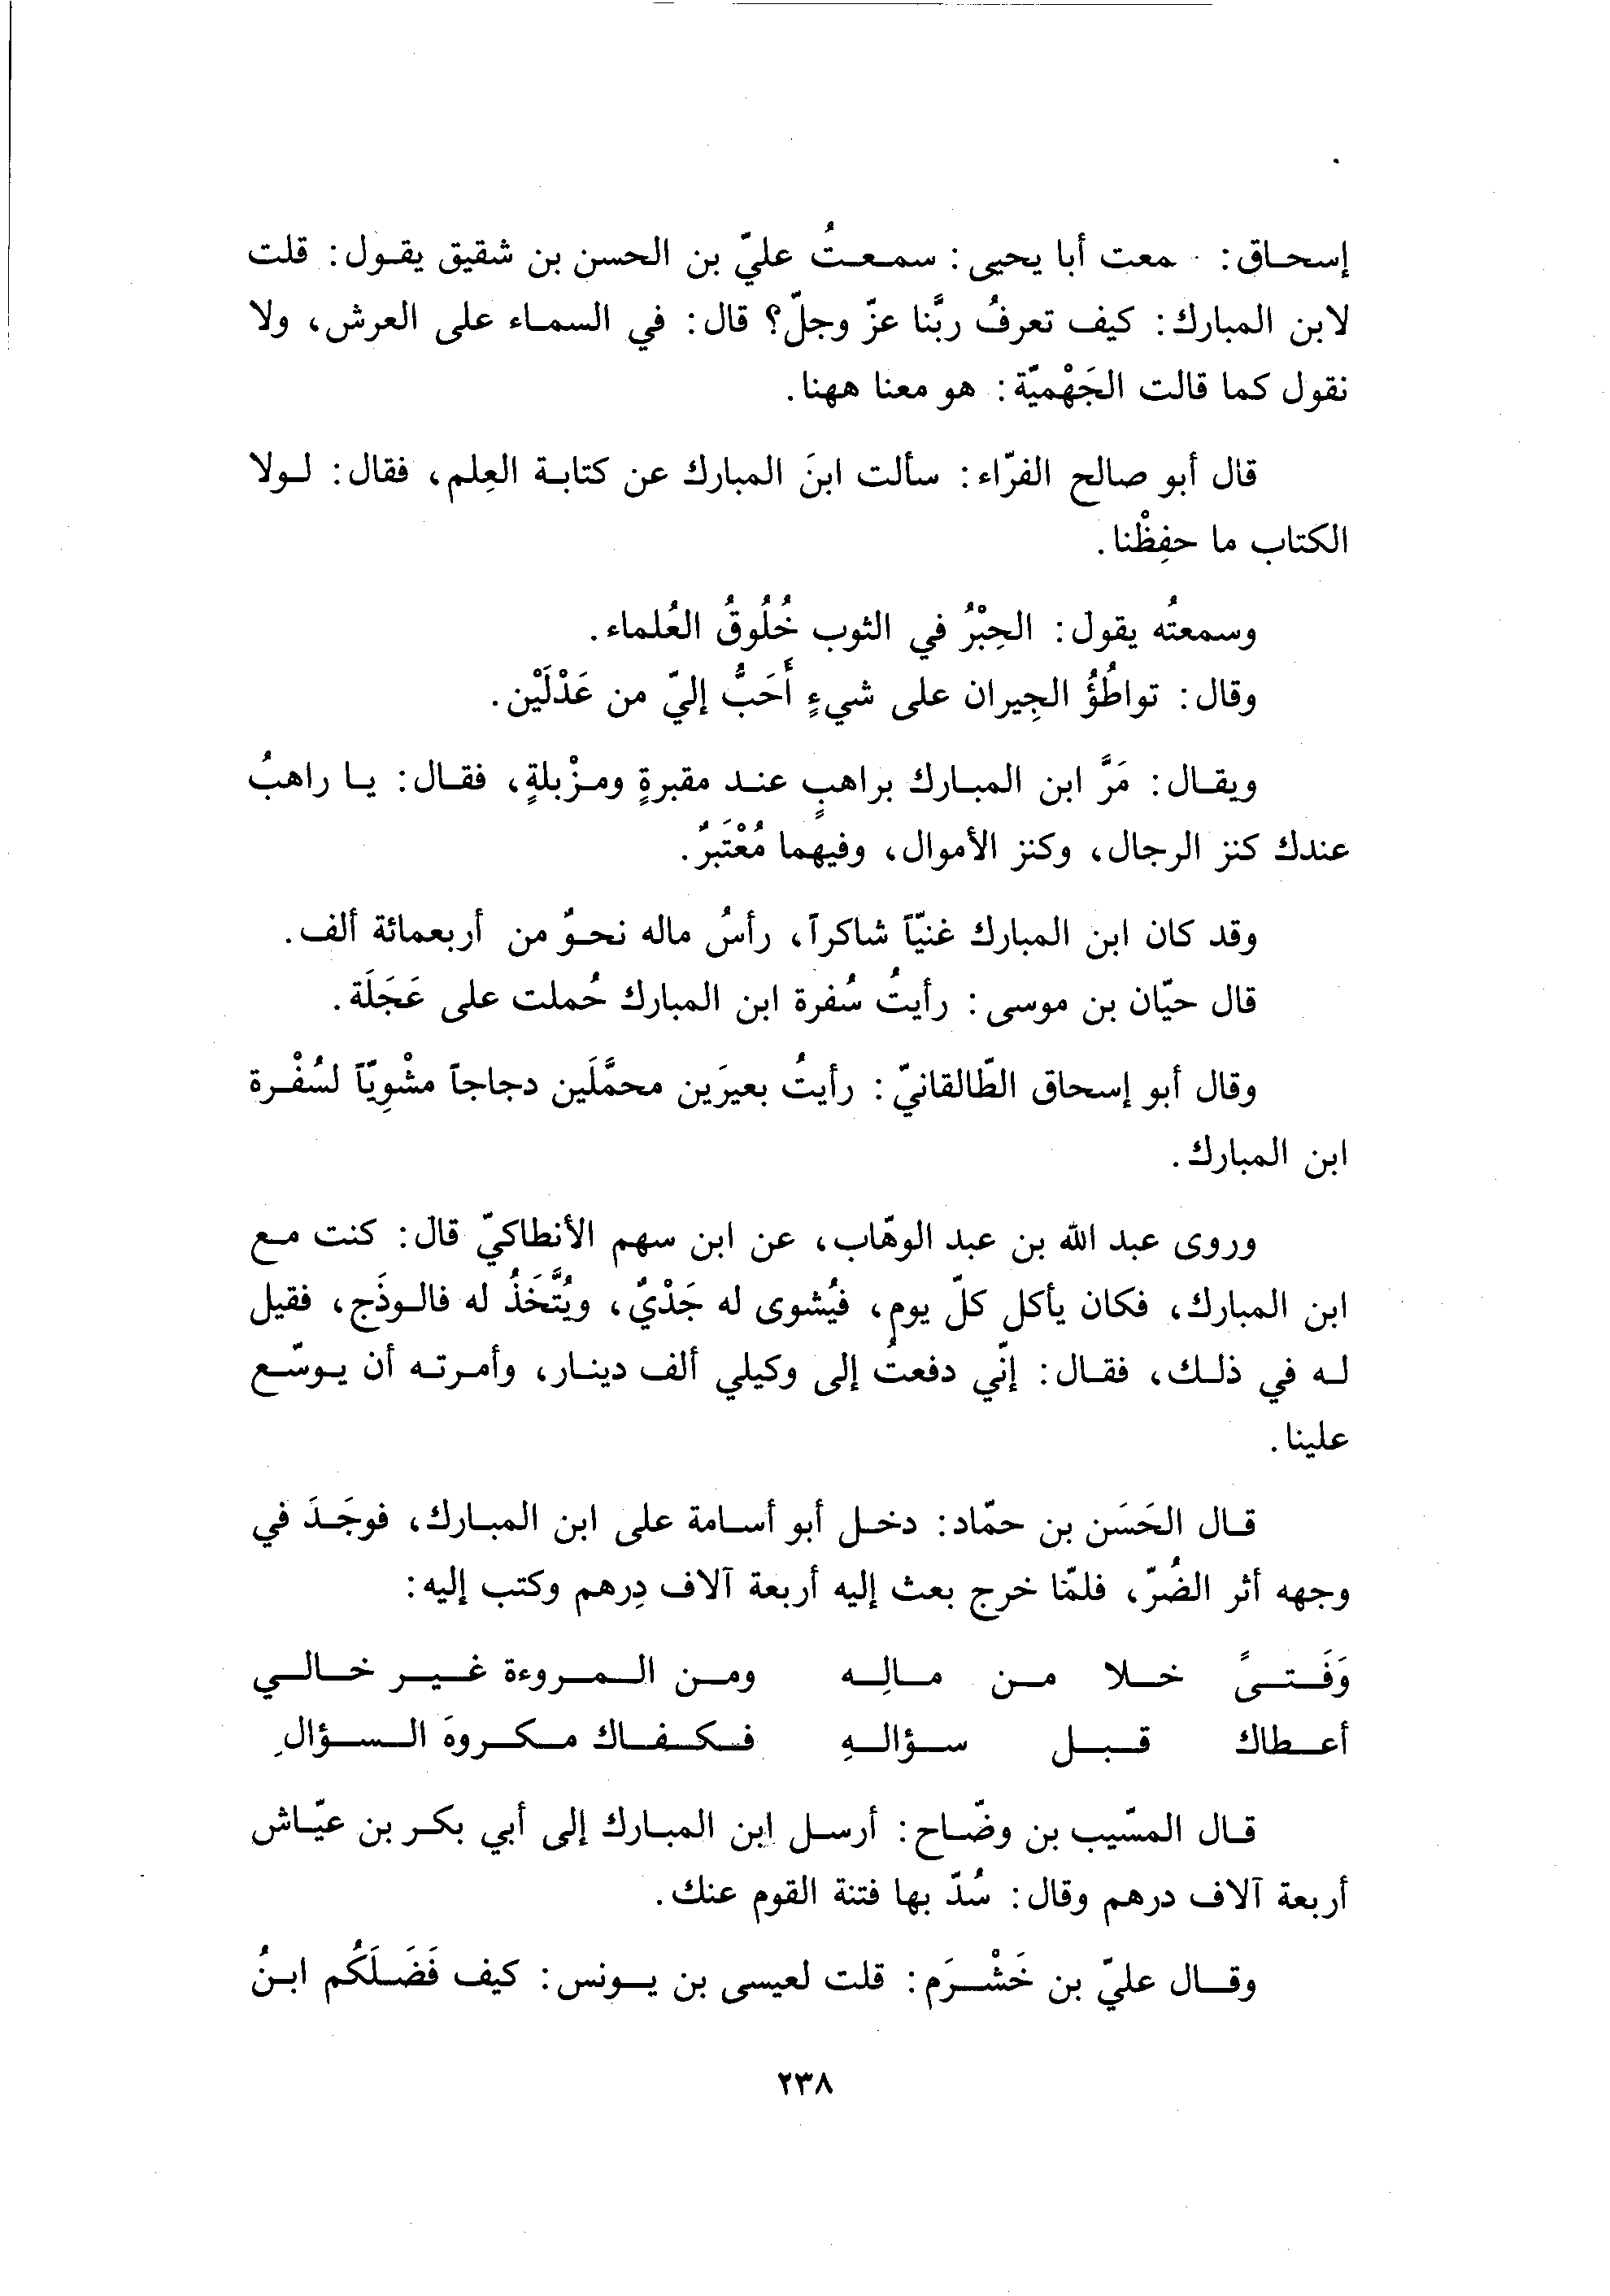 إسحاق: معت أبا يحيى: سمعتُ عليّ بن الحسن بن شقيق يقول: قلت
لابن المبارك: كيف تعرفُ ربَّنا عزّ وجلّ؟ قال: في السماء على العرش، ولا
نقول كما قالت الجَهْميّة: هو معنا ههنا.
قال أبو صالح الفرّاء: سألت ابنَ المبارك عن كتابة العِلم، فقال: لولا
الكتاب ما حفِظْنا.
وسمعتُه يقول: الحِبْرُ في الثوب خُلُوقُ العُلماء.
وقال: تواطُؤُ الجِيران على شيءٍ أَحَبُّ إليّ من عَذْلَيْن.
ويقال: مَرَّ ابن المبارك براهبٍ عند مقبرةٍ ومزْبلةٍ، فقال: يا راهبُ
عندك كنز الرجال، وكنز الأموال، وفيهما مُعْتَبَرٌ.
وقد كان ابن المبارك غنيّاً شاكراً، رأسُ ماله نحوٌ من أربعمائة ألف.
قال حيّان بن موسى: رأيتُ سُفرة ابن المبارك حُملت على عَجَلَة.
وقال أبو إسحاق الطّالقانيّ: رأيتُ بعيرَين محمَّلَين دجاجاً مشْوِيّاً لسُفْرة
ابن المبارك.
وروى عبد الله بن عبد الوهّاب، عن ابن سهم الأنطاكيّ قال: كنت مع
ابن المبارك، فكان يأكل كلّ يوم، فيُشوى له جَدْيٌ، ويُتَّخَذُ له فالوذَج، فقيل
له في ذلك، فقال: إنّي دفعتُ إلى وكيلي ألف دينار، وأمرته أن يوسّع
علينا.
قال الحَسَن بن حمّاد: دخل أبو أسامة على ابن المبارك، فوجَدَ في
وجهه أثر الضُرّ، فلمّا خرج بعث إليه أربعة آلاف دِرهم وكتب إليه:
وَفَتىً خلا من مالِه ومن المروءة غير خالي
أعطاك قبل سؤالهِ فكفاك مكروهَ السؤالِ
قال المسّيب بن وضّاح: أرسل ابن المبارك إلى أبي بكر بن عيّاش
أربعة آلاف درهم وقال: سُدّ بها فتنة القوم عنك.
وقال عليّ بن خَشْرَم: قلت لعيسى بن يونس: كيف فَضَلَكُم ابنُ
٢٣٨